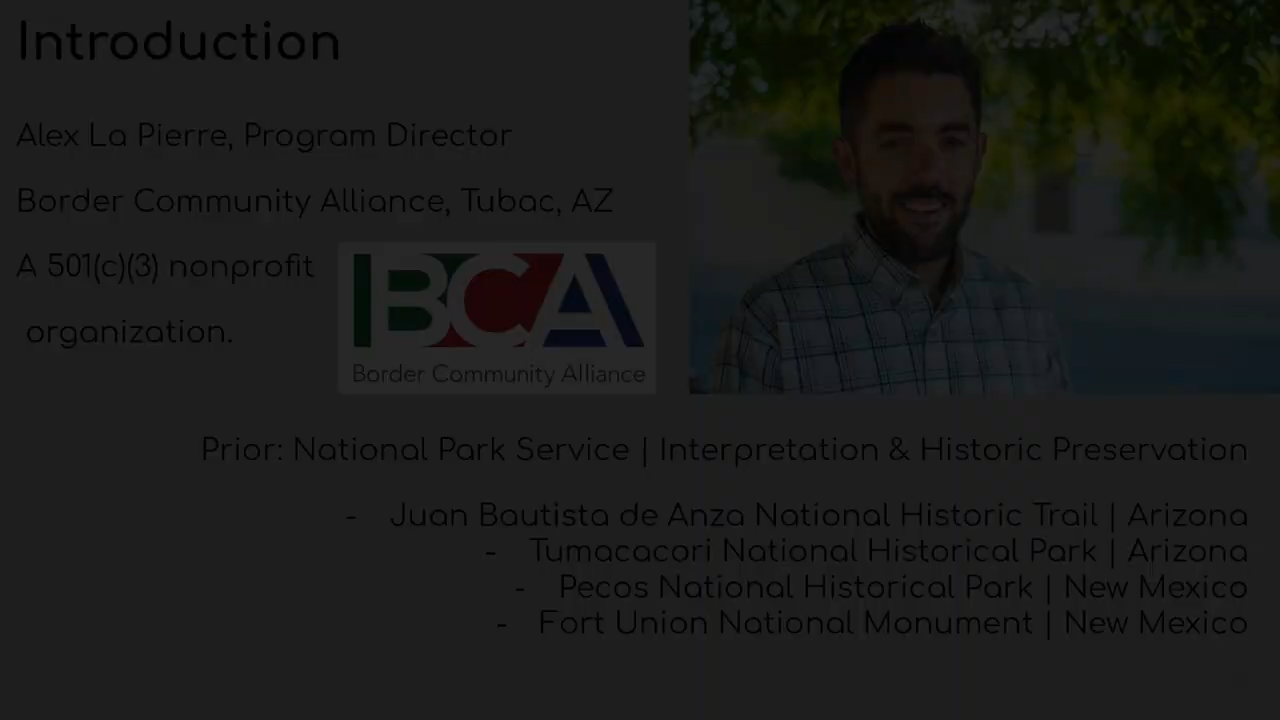 Introduction
Alex La Pierre, Program Director
Border Community Alliance, Tubac, AZ
A 501(c)(3) nonprofit
organization.
BCA
Border Community Alliance
Prior: National Park Service | Interpretation & Historic Preservation
- Juan Bautista de Anza National Historic Trail | Arizona
- Tumacacori National Historical Park | Arizona
- Pecos National Historical Park | New Mexico
- Fort Union National Monument | New Mexico